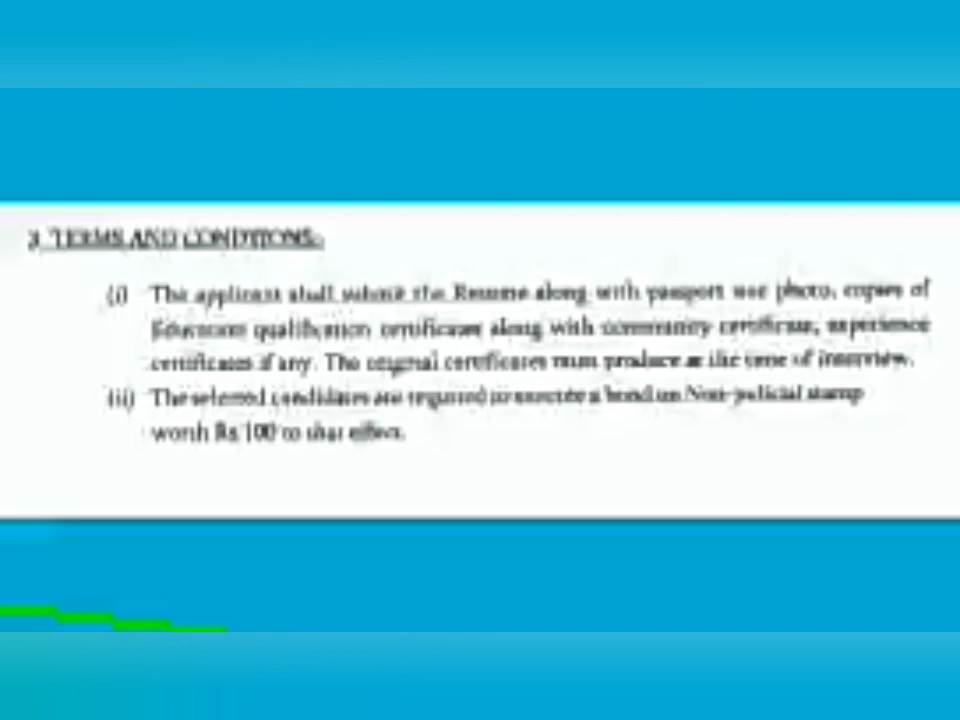 3. TERMS AND CONDITIONS:
(i) The applicant shall submit the Resume along with passport size photo, copies of
Education qualification certificates along with community certificate, experience
certificates if any. The original certificates must produce at the time of interview.
(ii) The selected candidates are required to execute a bond on Non-judicial stamp
worth Rs 100 to that effect.